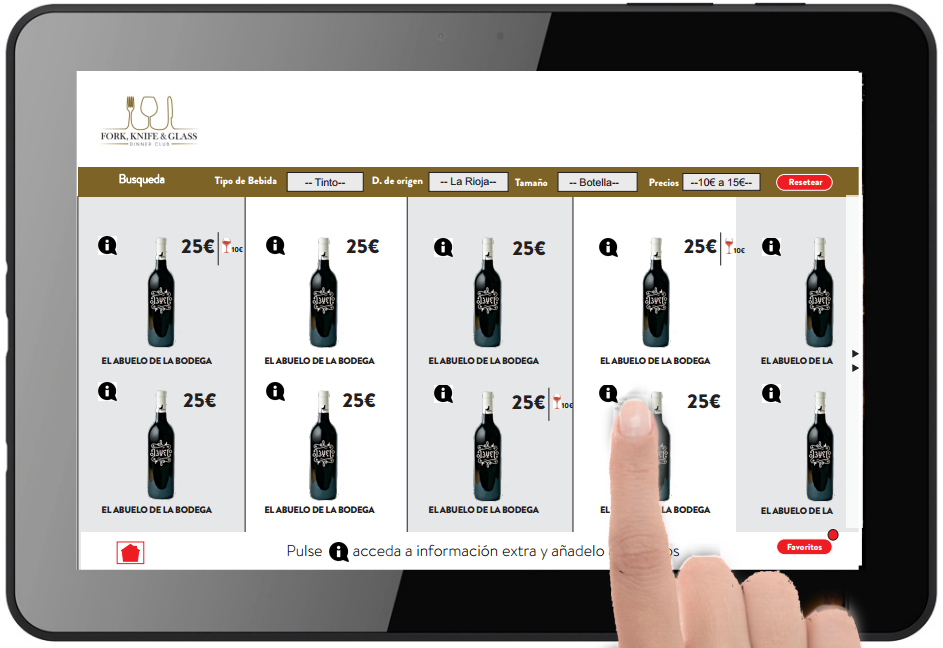 FORK, KNIFE & GLASS
DINNER CLUB
Busqueda Tipo de Bebida -- Tinto-- D. de origen -- La Rioja-- Tamaño -- Botella-- Precios --10€ a 15€-- Resetear
25€ 10€ 25€ 25€ 25€ 10€
EL ABUELO DE LA BODEGA EL ABUELO DE LA BODEGA EL ABUELO DE LA BODEGA EL ABUELO DE LA BODEGA EL ABUELO DE LA
25€ 25€ 25€ 10€ 25€
EL ABUELO DE LA BODEGA EL ABUELO DE LA BODEGA EL ABUELO DE LA BODEGA LA BODEGA EL ABUELO DE LA
Pulse i acceda a información extra y añadelo
Favoritos